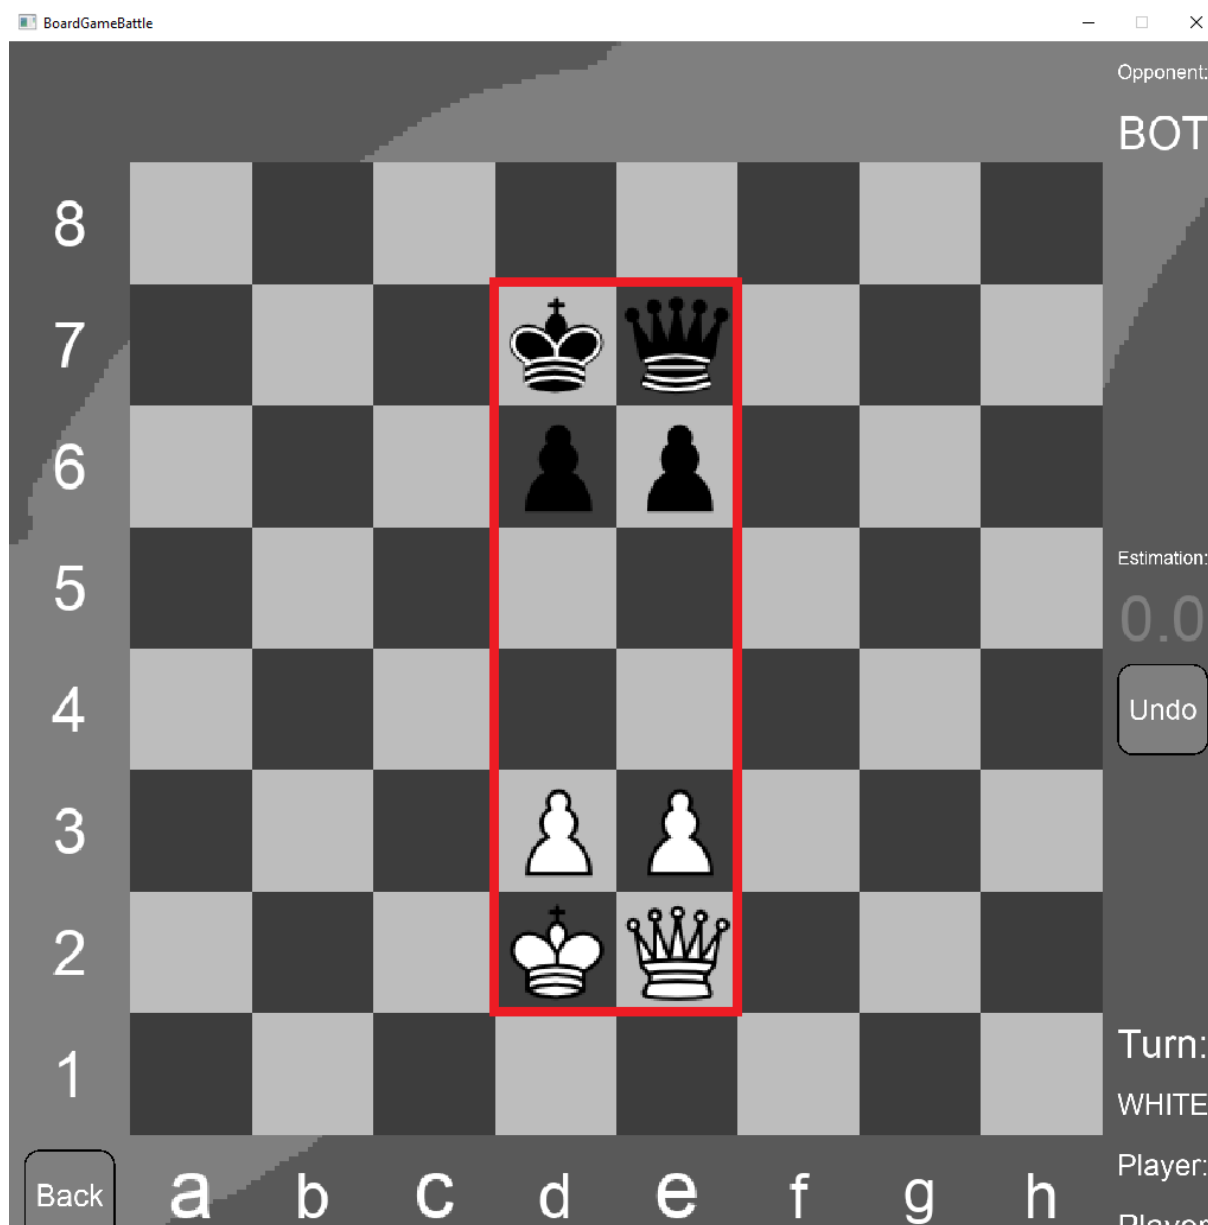 BoardGameBattle
Opponent:
BOT
8
7
6
5
Estimation:
0.0
4
Undo
3
2
1
Turn:
WHITE
Player:
Back
a b c d e f g h
Player